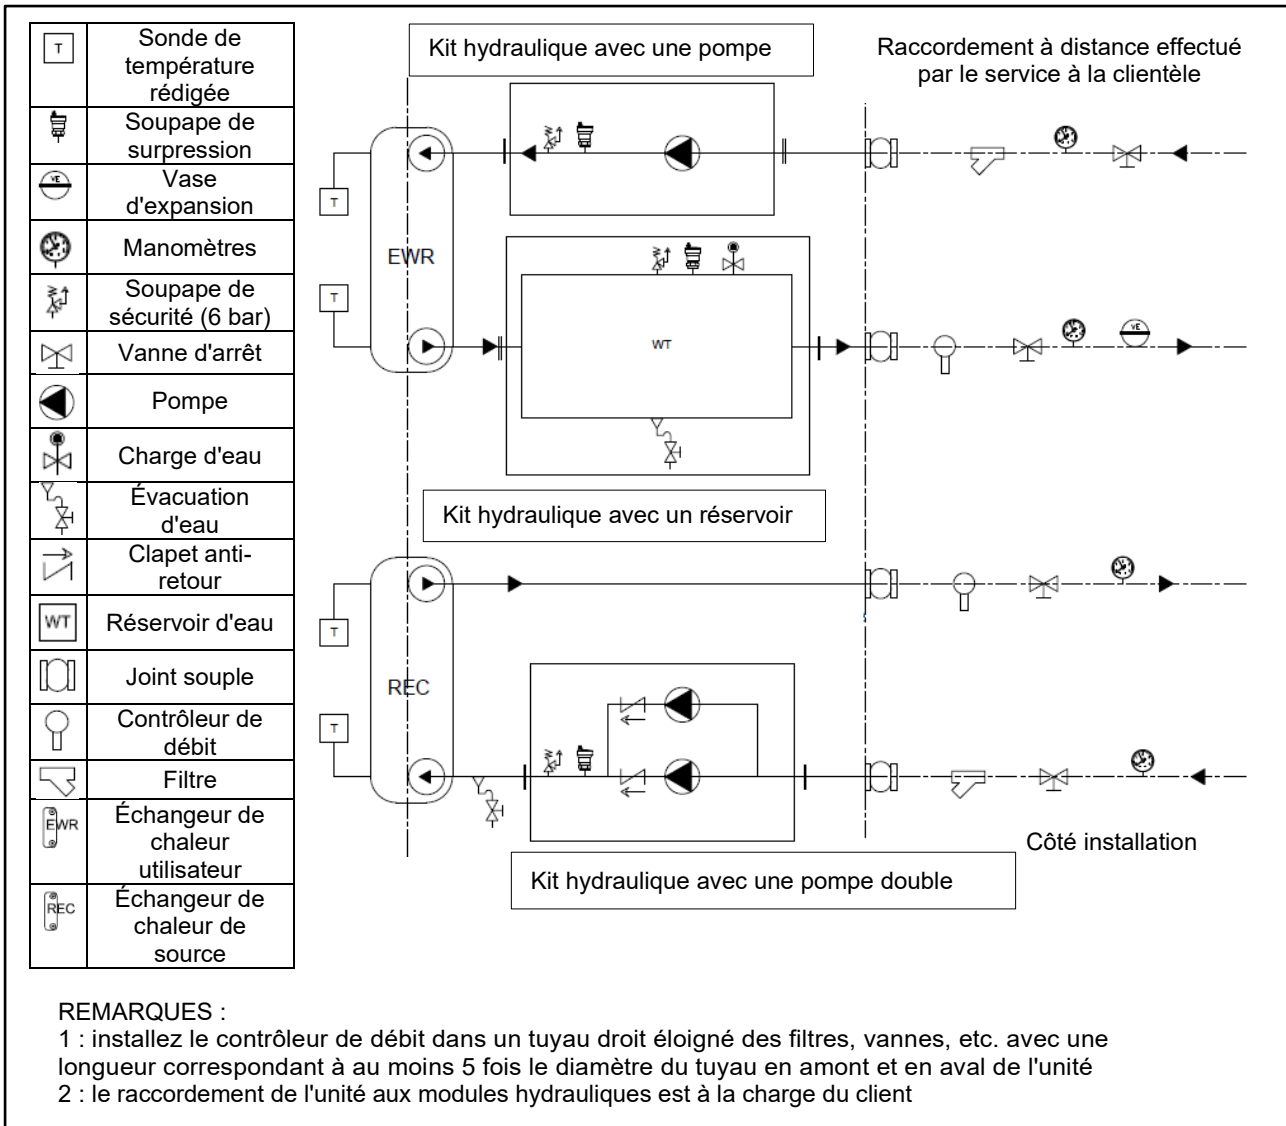 T
Sonde de
température
rédigée
Soupape de
surpression
VE
Vase
d'expansion
Manomètres
Soupape de
sécurité (6 bar)
Vanne d'arrêt
Pompe
Charge d'eau
Évacuation
d'eau
Clapet anti-
retour
WT
Réservoir d'eau
Joint souple
Contrôleur de
débit
Filtre
EWR
Échangeur de
chaleur
utilisateur
REC
Échangeur de
chaleur de
source
Kit hydraulique avec une pompe
Raccordement à distance effectué
par le service à la clientèle
T
EWR
T
WT
VE
Kit hydraulique avec un réservoir
T
REC
T
Côté installation
Kit hydraulique avec une pompe double
REMARQUES :
1 : installez le contrôleur de débit dans un tuyau droit éloigné des filtres, vannes, etc. avec une
longueur correspondant à au moins 5 fois le diamètre du tuyau en amont et en aval de l'unité
2 : le raccordement de l'unité aux modules hydrauliques est à la charge du client